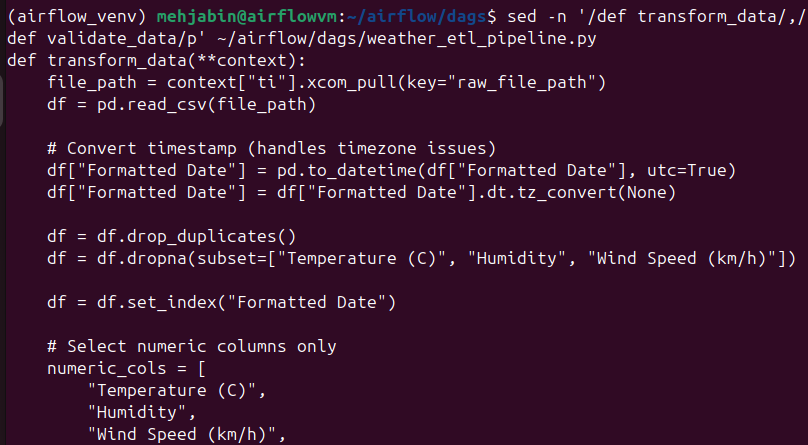 (airflow_venv) mehjabin@airflowvm:~/airflow/dags$ sed -n '/def transform_data/,/
def validate_data/p' ~/airflow/dags/weather_etl_pipeline.py
def transform_data(**context):
    file_path = context["ti"].xcom_pull(key="raw_file_path")
    df = pd.read_csv(file_path)

    # Convert timestamp (handles timezone issues)
    df["Formatted Date"] = pd.to_datetime(df["Formatted Date"], utc=True)
    df["Formatted Date"] = df["Formatted Date"].dt.tz_convert(None)

    df = df.drop_duplicates()
    df = df.dropna(subset=["Temperature (C)", "Humidity", "Wind Speed (km/h)"])

    df = df.set_index("Formatted Date")

    # Select numeric columns only
    numeric_cols = [
        "Temperature (C)",
        "Humidity",
        "Wind Speed (km/h)",